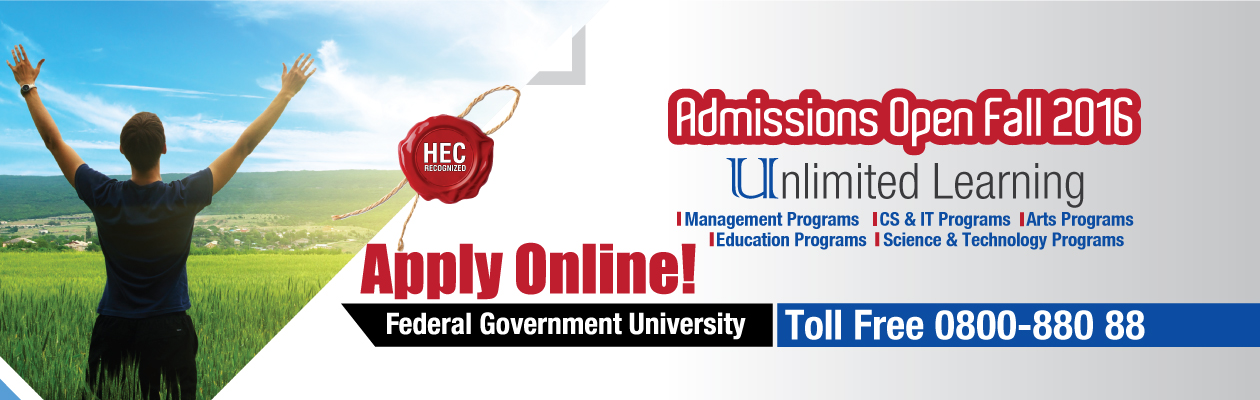 HEC
RECOGNIZED
Admissions Open Fall 2016
Unlimited Learning
Management Programs CS & IT Programs Arts Programs
Education Programs Science & Technology Programs
Apply Online!
Federal Government University
Toll Free 0800-880 88